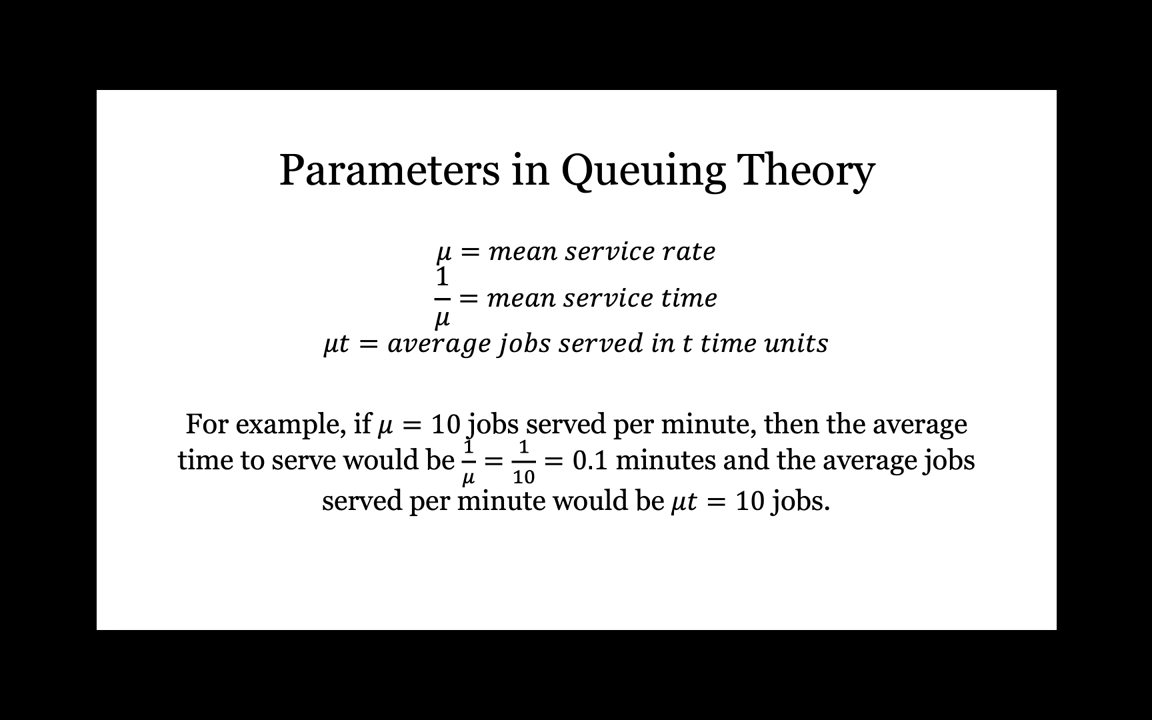 Parameters in Queuing Theory
μ = mean service rate
1/μ = mean service time
μt = average jobs served in t time units
For example, if μ = 10 jobs served per minute, then the average
time to serve would be 1/μ = 1/10 = 0.1 minutes and the average jobs
served per minute would be μt = 10 jobs.